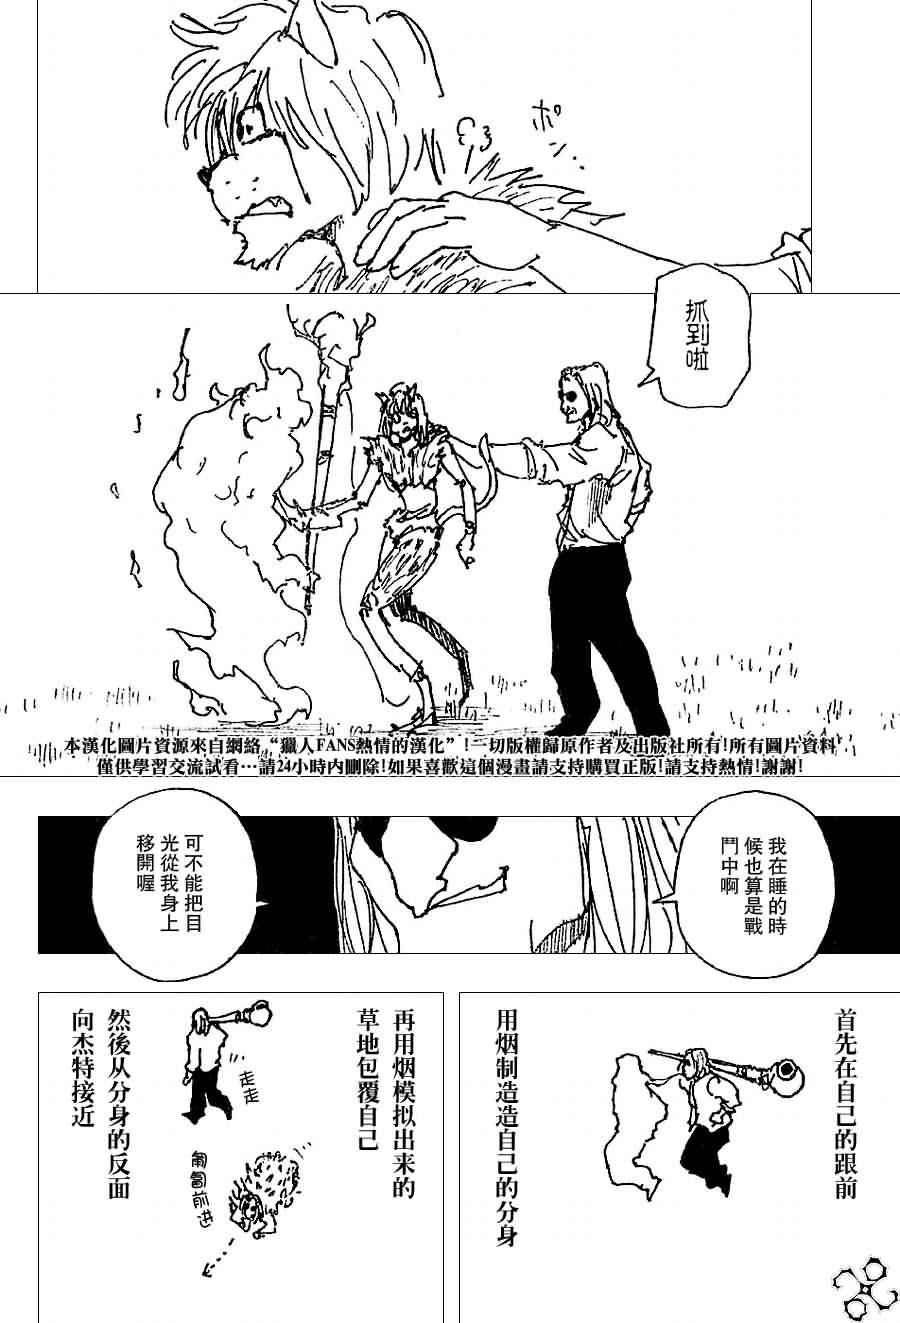 ポン
抓到啦
本漢化圖片資源來自網絡“獵人FANS熱情的漢化”!一切版權歸原作者及出版社所有!所有圖片資料
僅供學習交流試看…請24小時內刪除!如果喜歡這個漫畫請支持購買正版!請支持熱情!謝謝!
我在睡的時
候也算是戰
鬥中啊
可不能把目
光從我身上
移開喔
首先在自己的跟前
用烟制造造自己的分身
再用烟模拟出来的
草地包覆自己
走走
匍匐前进
然後从分身的反面
向杰特接近